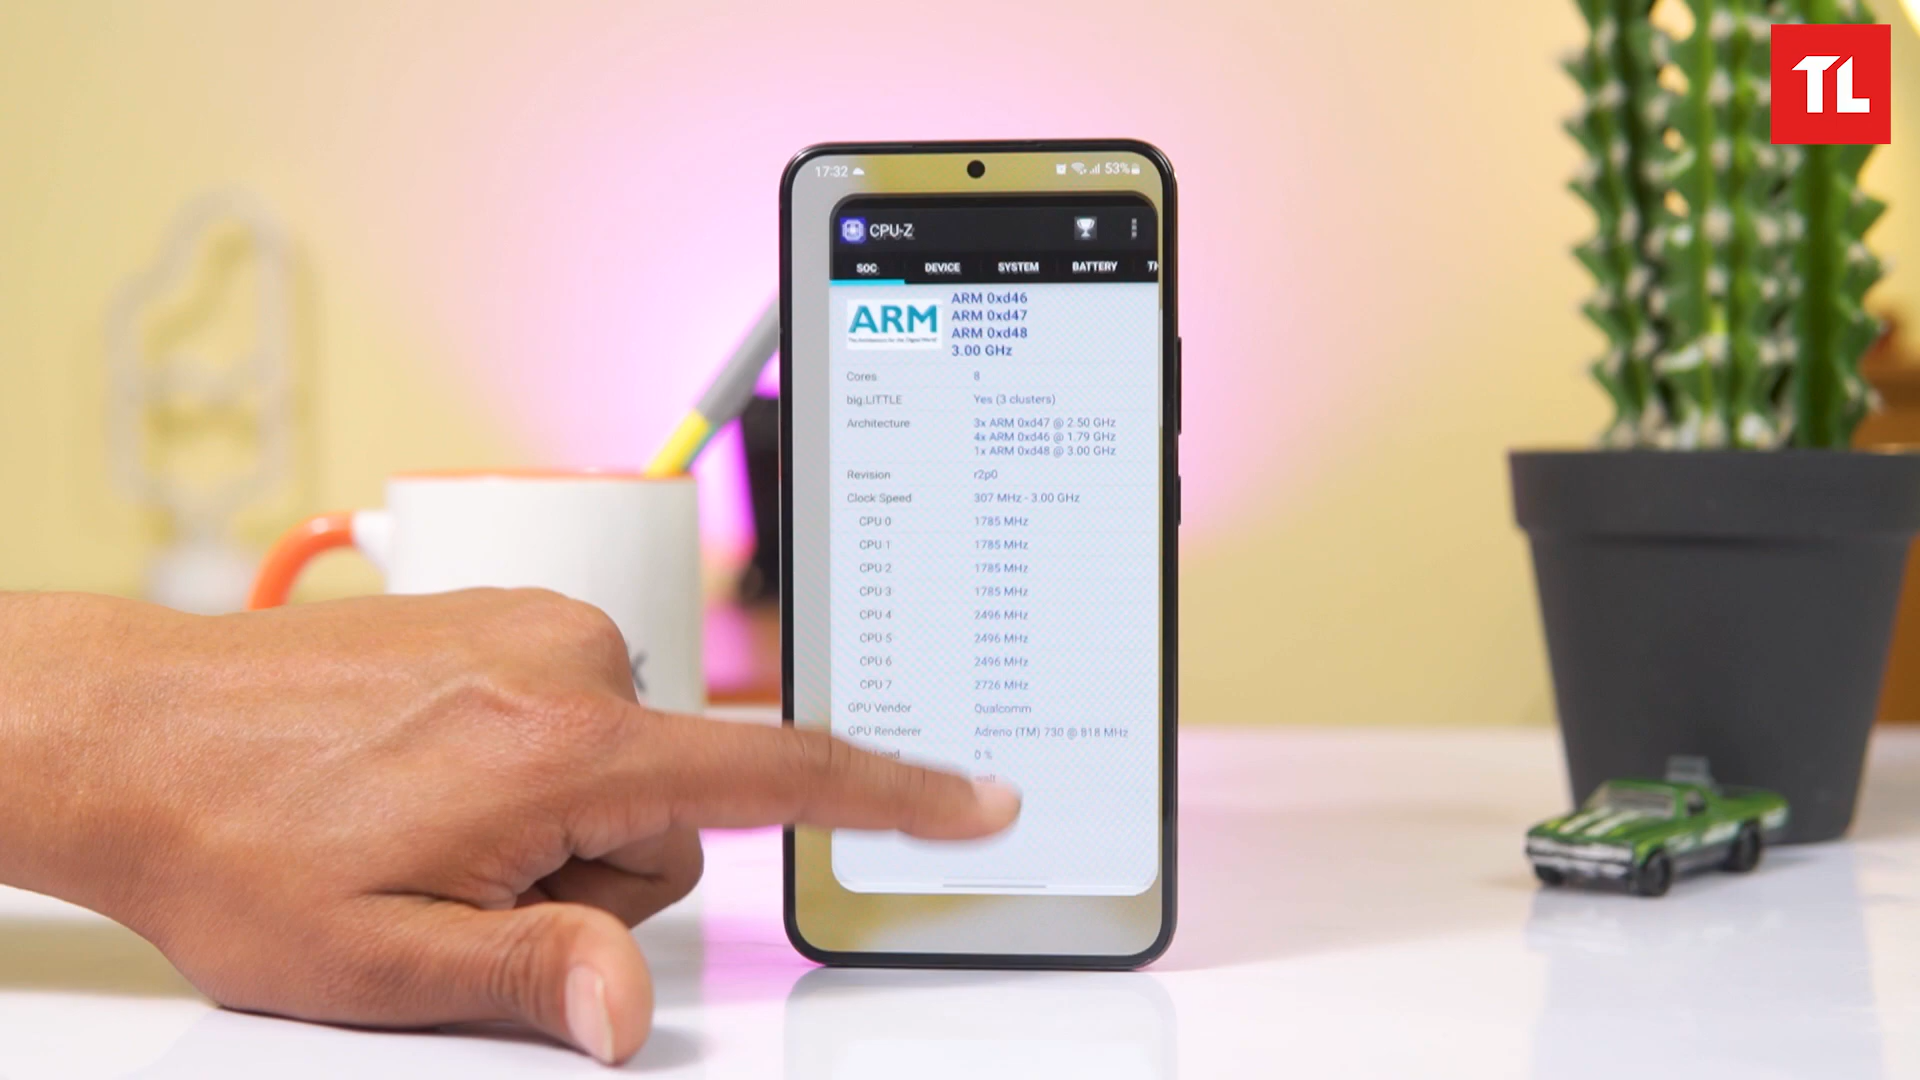 TL
17:32
53%
CPU-Z
SOC DEVICE SYSTEM BATTERY TH
ARM
ARM 0xd46
ARM 0xd47
ARM 0xd48
3.00 GHz
Cores 8
big.LITTLE Yes (3 clusters)
Architecture 3x ARM 0xd47 @ 2.50 GHz
4x ARM 0xd46 @ 1.79 GHz
1x ARM 0xd48 @ 3.00 GHz
Revision r2p0
Clock Speed 307 MHz - 3.00 GHz
CPU 0 1785 MHz
CPU 1 1785 MHz
CPU 2 1785 MHz
CPU 3 1785 MHz
CPU 4 2496 MHz
CPU 5 2496 MHz
CPU 6 2496 MHz
CPU 7 2726 MHz
GPU Vendor Qualcomm
GPU Renderer Adreno (TM) 730 @ 818 MHz
Load 0 %